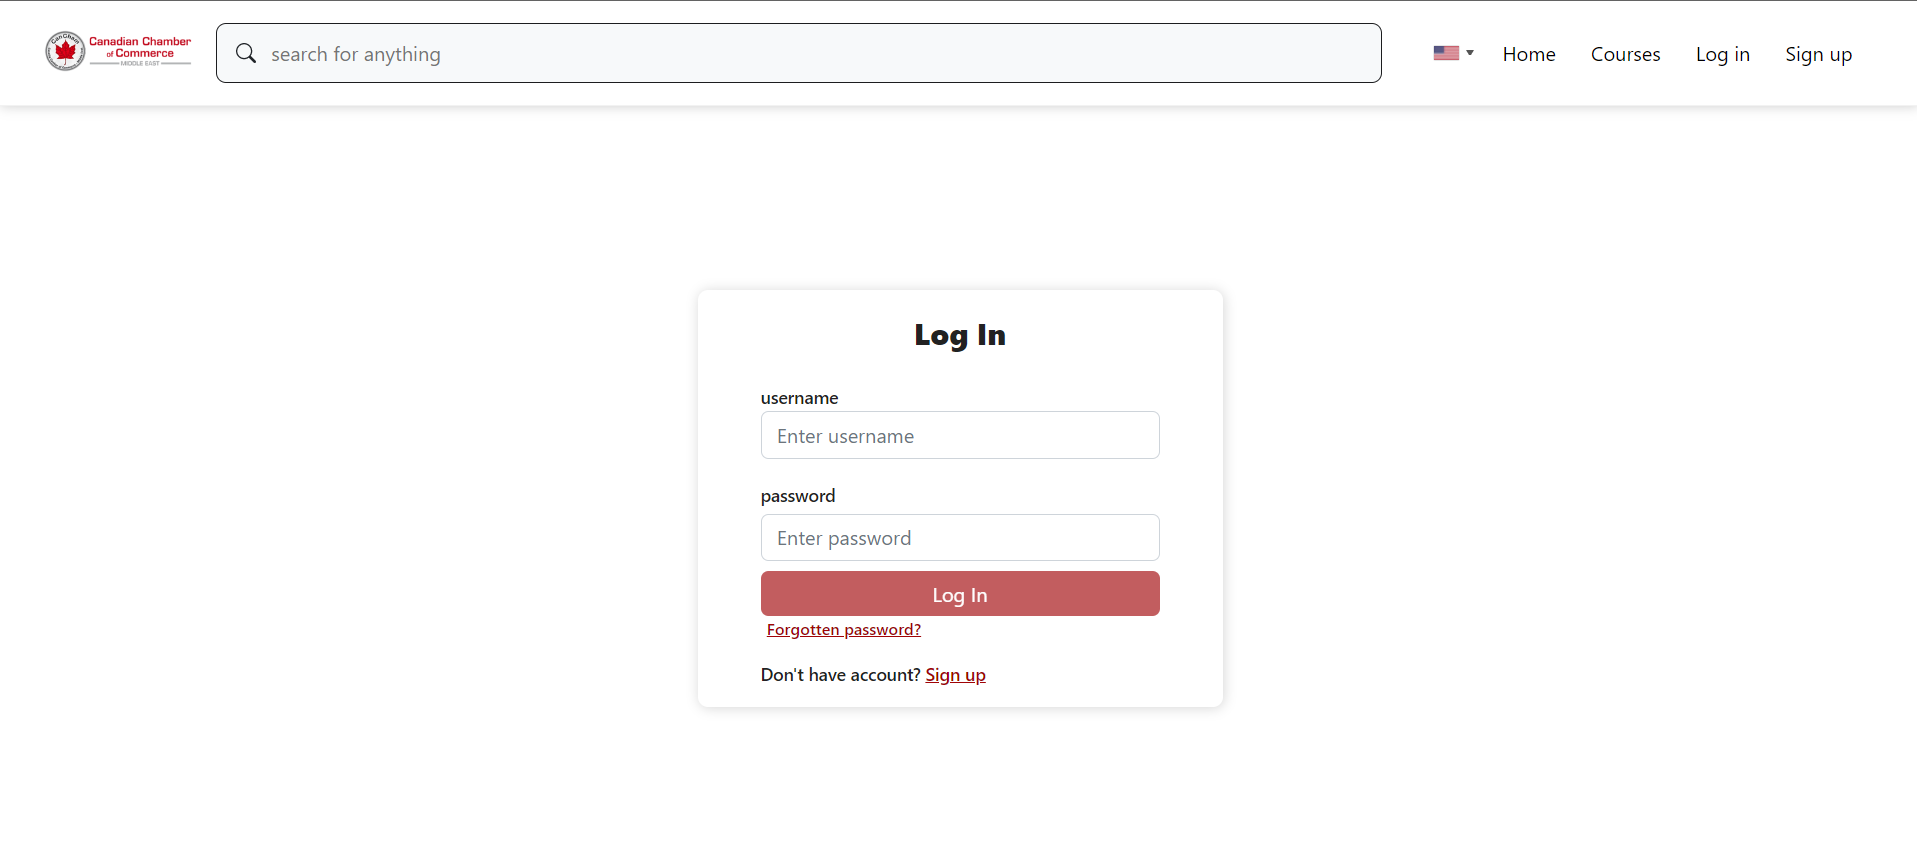 CanCham
Canadian Chamber
of Commerce
MIDDLE EAST
search for anything
Home
Courses
Log in
Sign up
Log In
username
Enter username
password
Enter password
Log In
Forgotten password?
Don't have account? Sign up